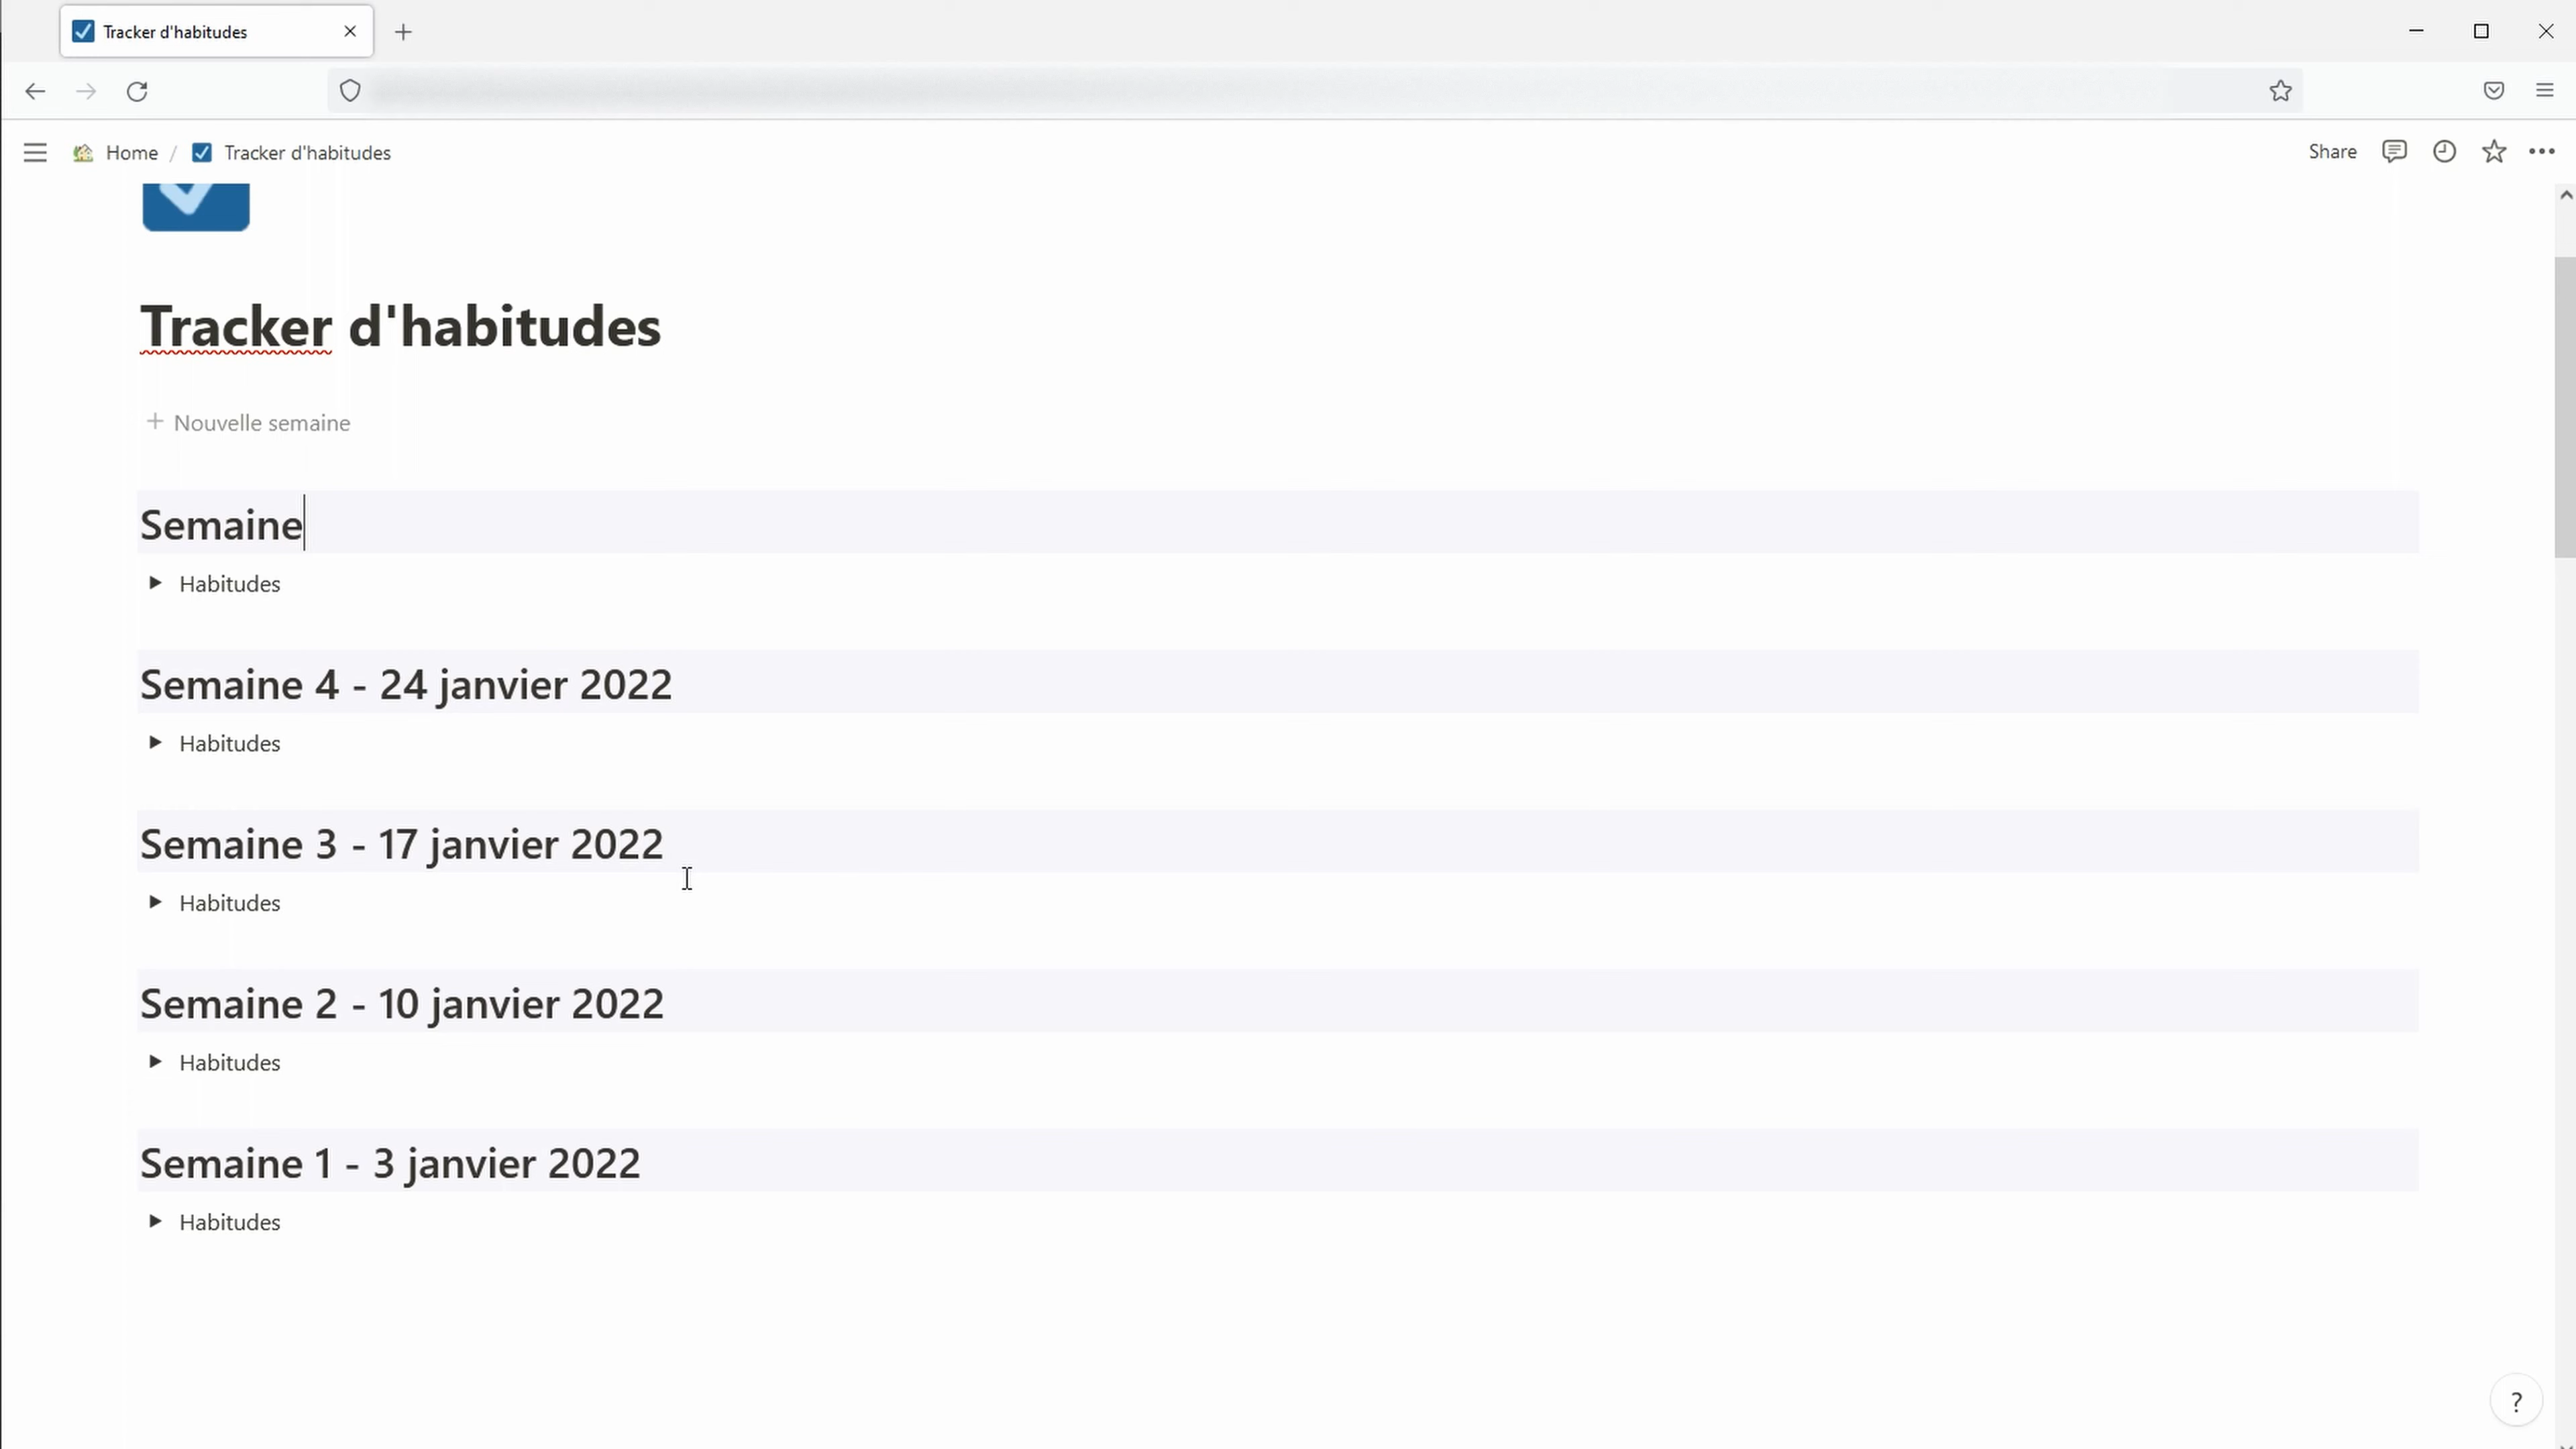 Tracker d'habitudes
Home / Tracker d'habitudes
Share
Tracker d'habitudes
+ Nouvelle semaine
Semaine
Habitudes
Semaine 4 - 24 janvier 2022
Habitudes
Semaine 3 - 17 janvier 2022
Habitudes
Semaine 2 - 10 janvier 2022
Habitudes
Semaine 1 - 3 janvier 2022
Habitudes
?